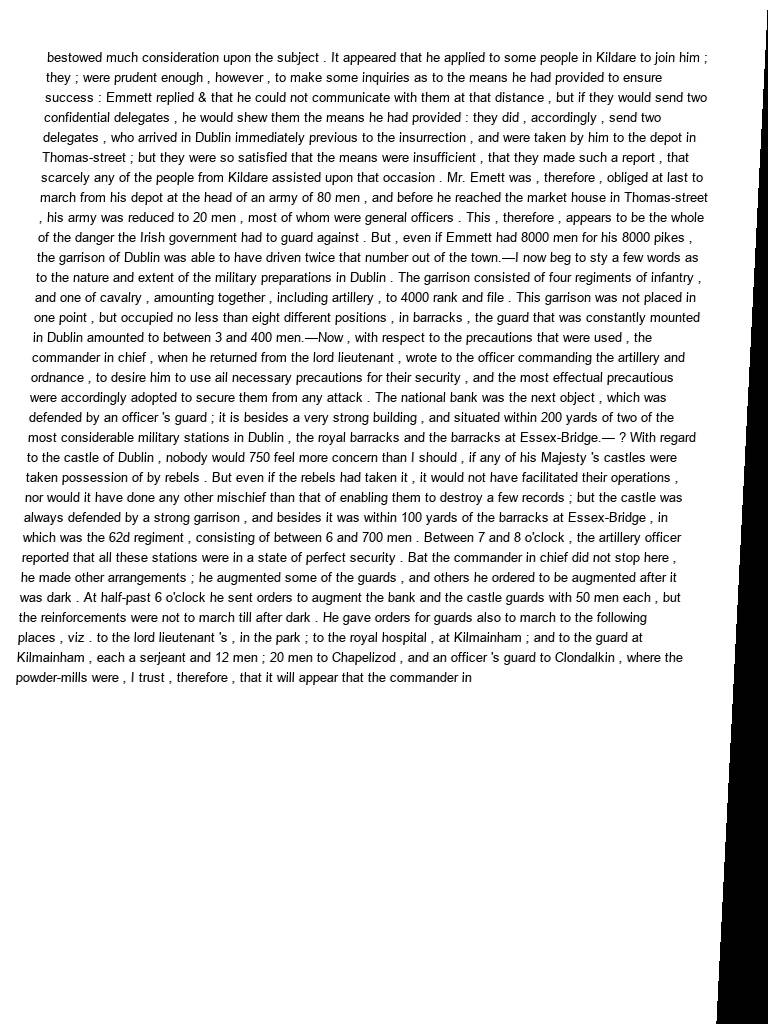 bestowed much consideration upon the subject . It appeared that he applied to some people in Kildare to join him ;
they ; were prudent enough , however , to make some inquiries as to the means he had provided to ensure
success : Emmett replied & that he could not communicate with them at that distance , but if they would send two
confidential delegates , he would shew them the means he had provided : they did , accordingly , send two
delegates , who arrived in Dublin immediately previous to the insurrection , and were taken by him to the depot in
Thomas-street ; but they were so satisfied that the means were insufficient , that they made such a report , that
scarcely any of the people from Kildare assisted upon that occasion . Mr. Emett was , therefore , obliged at last to
march from his depot at the head of an army of 80 men , and before he reached the market house in Thomas-street
, his army was reduced to 20 men , most of whom were general officers . This , therefore , appears to be the whole
of the danger the Irish government had to guard against . But , even if Emmett had 8000 men for his 8000 pikes ,
the garrison of Dublin was able to have driven twice that number out of the town.—I now beg to sty a few words as
to the nature and extent of the military preparations in Dublin . The garrison consisted of four regiments of infantry ,
and one of cavalry , amounting together , including artillery , to 4000 rank and file . This garrison was not placed in
one point , but occupied no less than eight different positions , in barracks , the guard that was constantly mounted
in Dublin amounted to between 3 and 400 men.—Now , with respect to the precautions that were used , the
commander in chief , when he returned from the lord lieutenant , wrote to the officer commanding the artillery and
ordnance , to desire him to use ail necessary precautions for their security , and the most effectual precautious
were accordingly adopted to secure them from any attack . The national bank was the next object , which was
defended by an officer 's guard ; it is besides a very strong building , and situated within 200 yards of two of the
most considerable military stations in Dublin , the royal barracks and the barracks at Essex-Bridge.— ? With regard
to the castle of Dublin , nobody would 750 feel more concern than I should , if any of his Majesty 's castles were
taken possession of by rebels . But even if the rebels had taken it , it would not have facilitated their operations ,
nor would it have done any other mischief than that of enabling them to destroy a few records ; but the castle was
always defended by a strong garrison , and besides it was within 100 yards of the barracks at Essex-Bridge , in
which was the 62d regiment , consisting of between 6 and 700 men . Between 7 and 8 o'clock , the artillery officer
reported that all these stations were in a state of perfect security . Bat the commander in chief did not stop here ,
he made other arrangements ; he augmented some of the guards , and others he ordered to be augmented after it
was dark . At half-past 6 o'clock he sent orders to augment the bank and the castle guards with 50 men each , but
the reinforcements were not to march till after dark . He gave orders for guards also to march to the following
places , viz . to the lord lieutenant 's , in the park ; to the royal hospital , at Kilmainham ; and to the guard at
Kilmainham , each a serjeant and 12 men ; 20 men to Chapelizod , and an officer 's guard to Clondalkin , where the
powder-mills were , I trust , therefore , that it will appear that the commander in